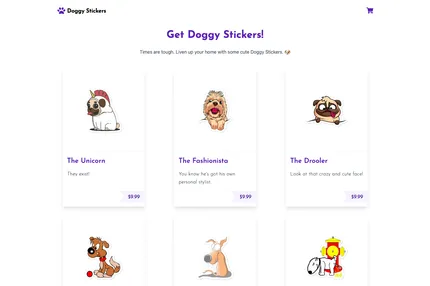 Doggy Stickers
Get Doggy Stickers!
Times are tough. Liven up your home with some cute Doggy Stickers.
The Unicorn
They exist!
$9.99
The Fashionista
You know he's got his own
personal stylist.
$9.99
The Drooler
Look at that crazy and cute face!
$9.99